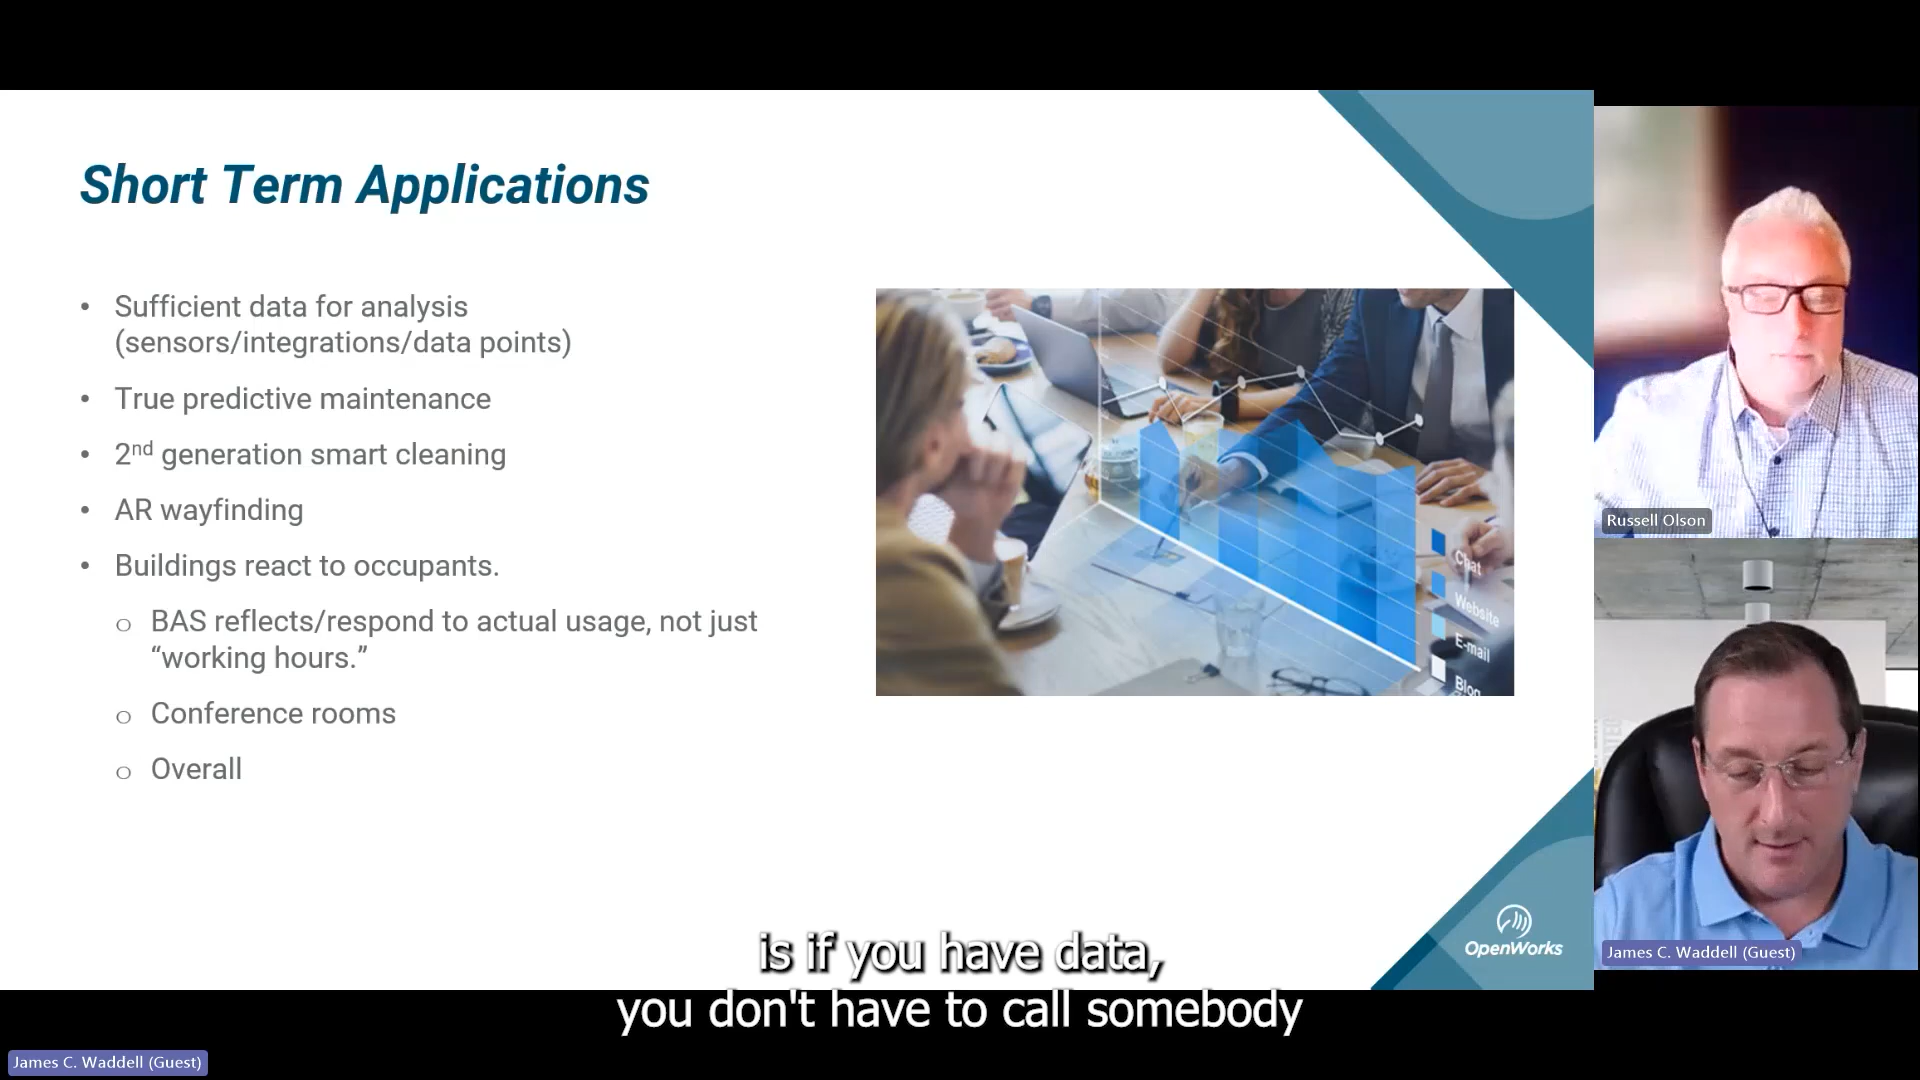 Short Term Applications
• Sufficient data for analysis
(sensors/integrations/data points)
• True predictive maintenance
• 2nd generation smart cleaning
• AR wayfinding
• Buildings react to occupants.
o BAS reflects/respond to actual usage, not just
“working hours.”
o Conference rooms
o Overall
Chat
Website
E-mail
Blog
OpenWorks
Russell Olson
James C. Waddell (Guest)
is if you have data,
you don't have to call somebody
James C. Waddell (Guest)